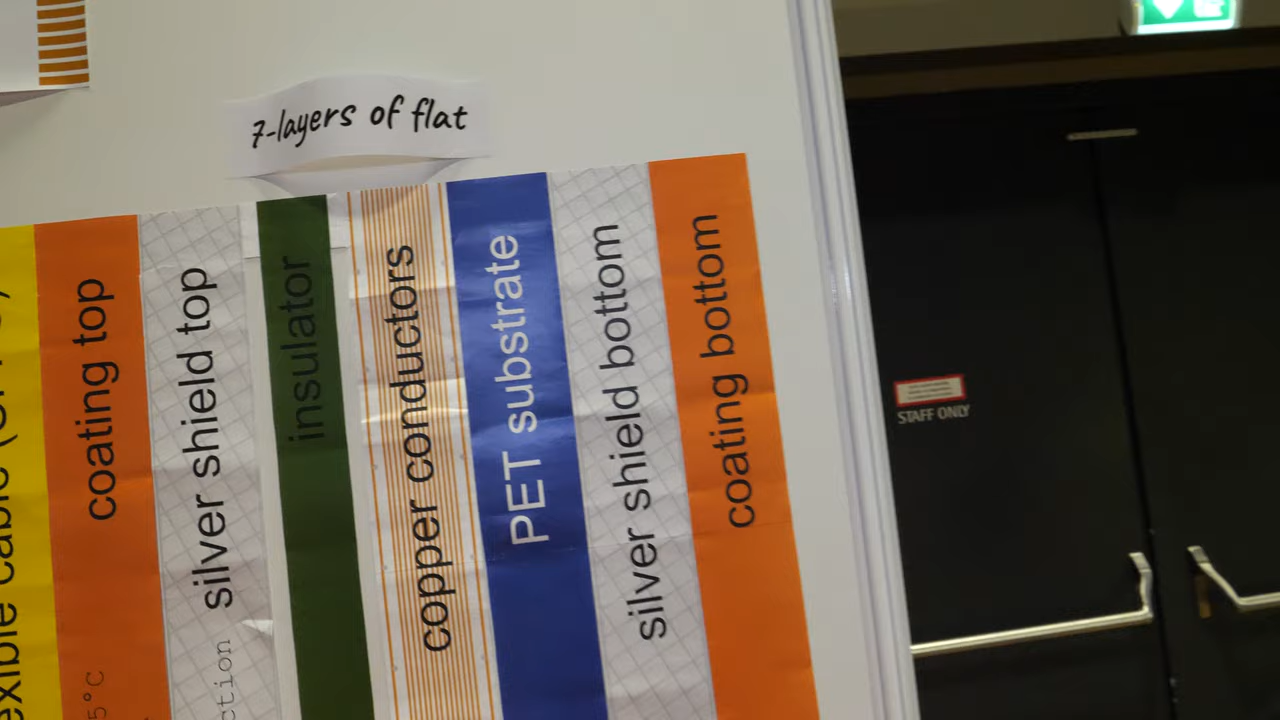 7-layers of flat
coating top
silver shield top
insulator
copper conductors
PET substrate
silver shield bottom
coating bottom
STAFF ONLY